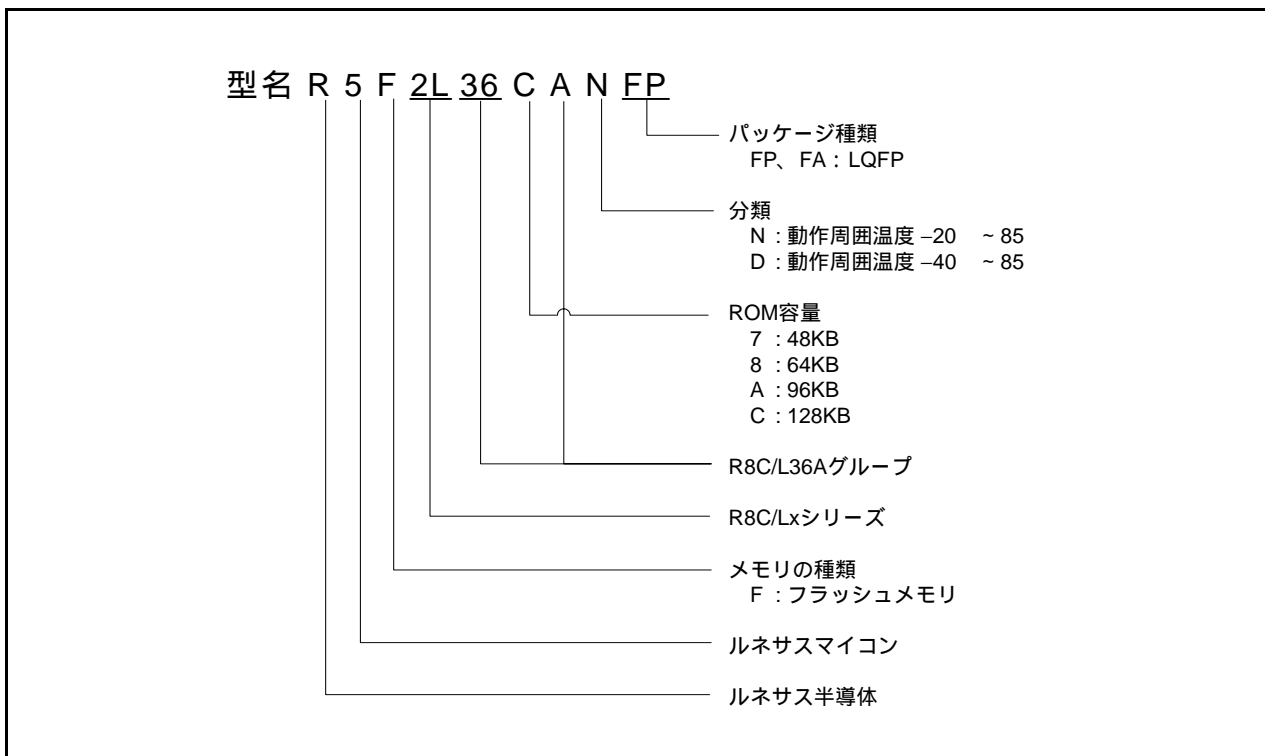 型名 R 5 F 2L 36 C A N FP
パッケージ種類
FP、FA : LQFP
分類
N : 動作周囲温度 –20 ~ 85
D : 動作周囲温度 –40 ~ 85
ROM容量
7 : 48KB
8 : 64KB
A : 96KB
C : 128KB
R8C/L36Aグループ
R8C/Lxシリーズ
メモリの種類
F : フラッシュメモリ
ルネサスマイコン
ルネサス半導体